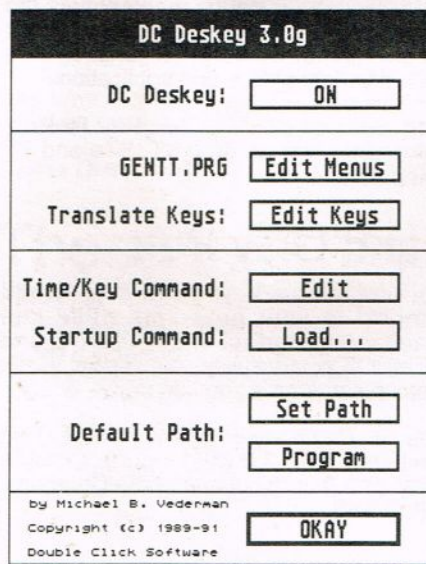 DC Deskey 3.0g
DC Deskey: ON
GENTT.PRG Edit Menus
Translate Keys: Edit Keys
Time/Key Command: Edit
Startup Command: Load...
Set Path
Default Path:
Program
by Michael B. Vederman
Copyright (c) 1989-91
Double Click Software
OKAY